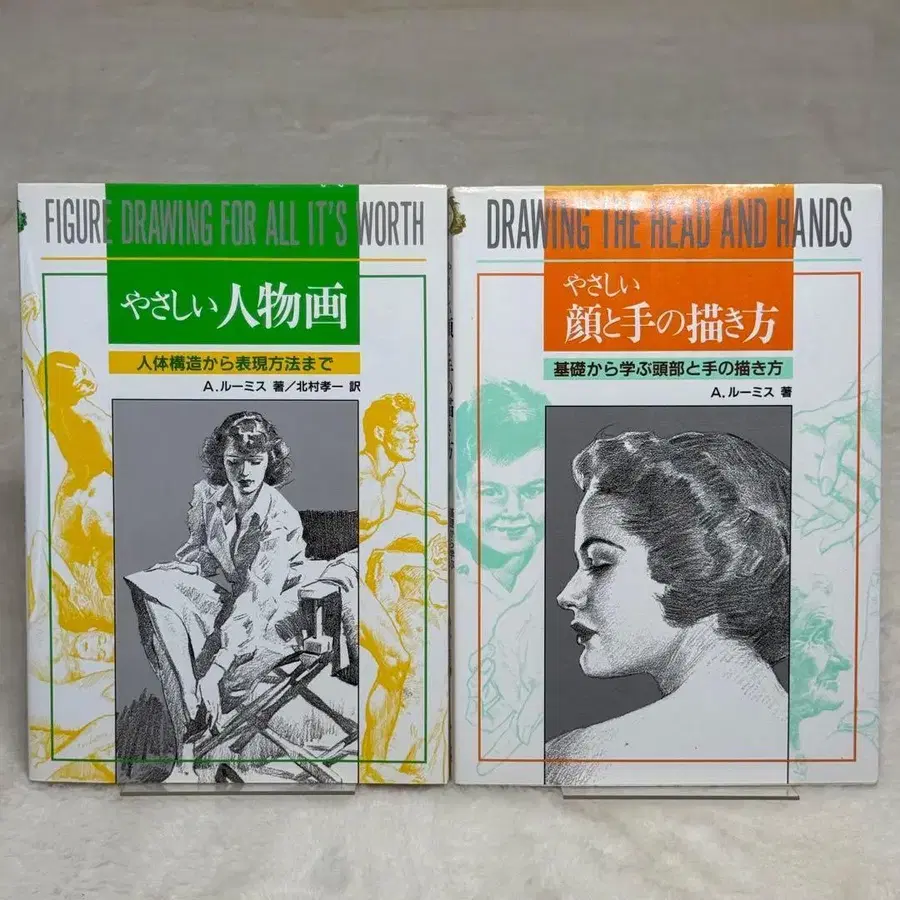 FIGURE DRAWING FOR ALL IT'S WORTH
やさしい人物画
人体構造から表現方法まで
A.ルーミス 著/北村孝一 訳
DRAWING THE HEAD AND HANDS
やさしい
顔と手の描き方
基礎から学ぶ頭部と手の描き方
A.ルーミス 著